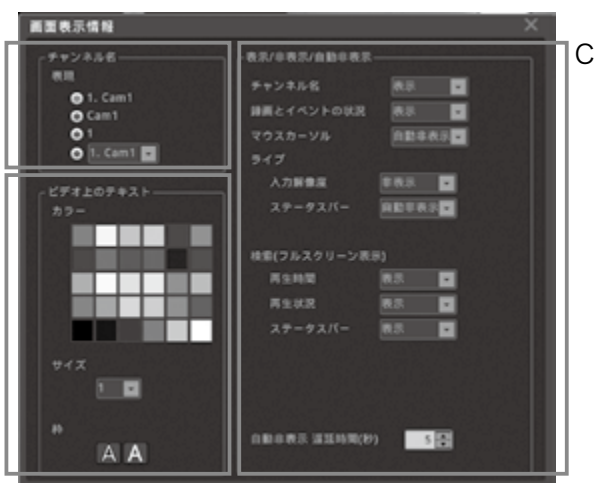 画面表示情報
チャンネル名
表現
1. Cam1
Cam1
1
1. Cam1
ビデオ上のテキスト
カラー
サイズ
1
枠
A A
表示/非表示/自動非表示
チャンネル名 表示
録画とイベントの状況 表示
マウスカーソル 自動非表示
ライブ
入力解像度 非表示
ステータスバー 自動非表示
検索(フルスクリーン表示)
再生時間 表示
再生状況 表示
ステータスバー 表示
自動非表示 遅延時間(秒) 5
C